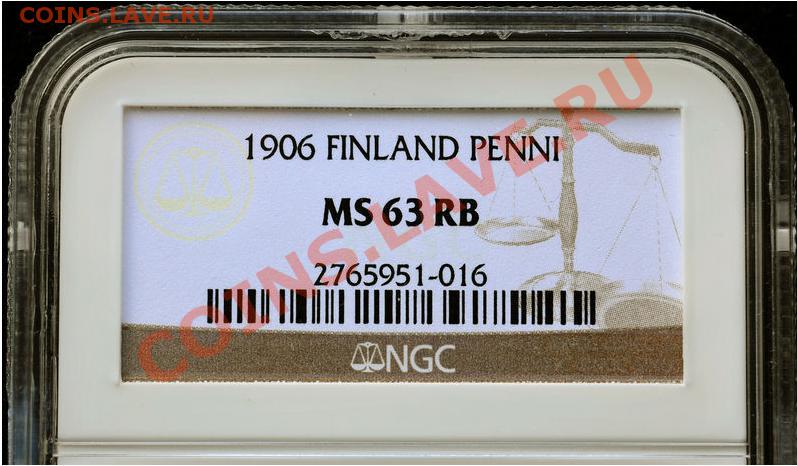 COINS.LAVE.RU
1906 FINLAND PENNI
MS 63 RB
2765951-016
NGC
COINS.LAVE.RU